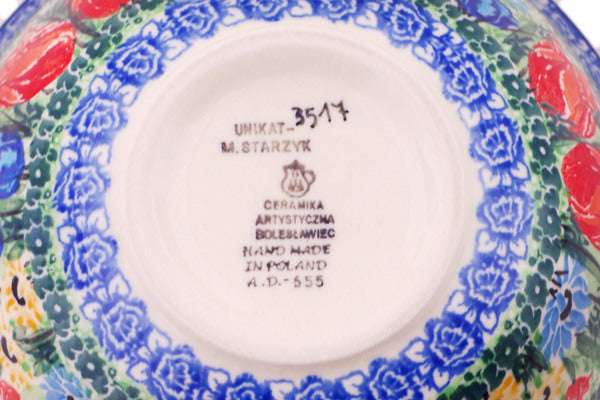 UNIKAT-3517
M. STARZYK
CERAMIKA
ARTYSTYCZNA
BOLESŁAWIEC
HAND MADE
IN POLAND
A.D.-555